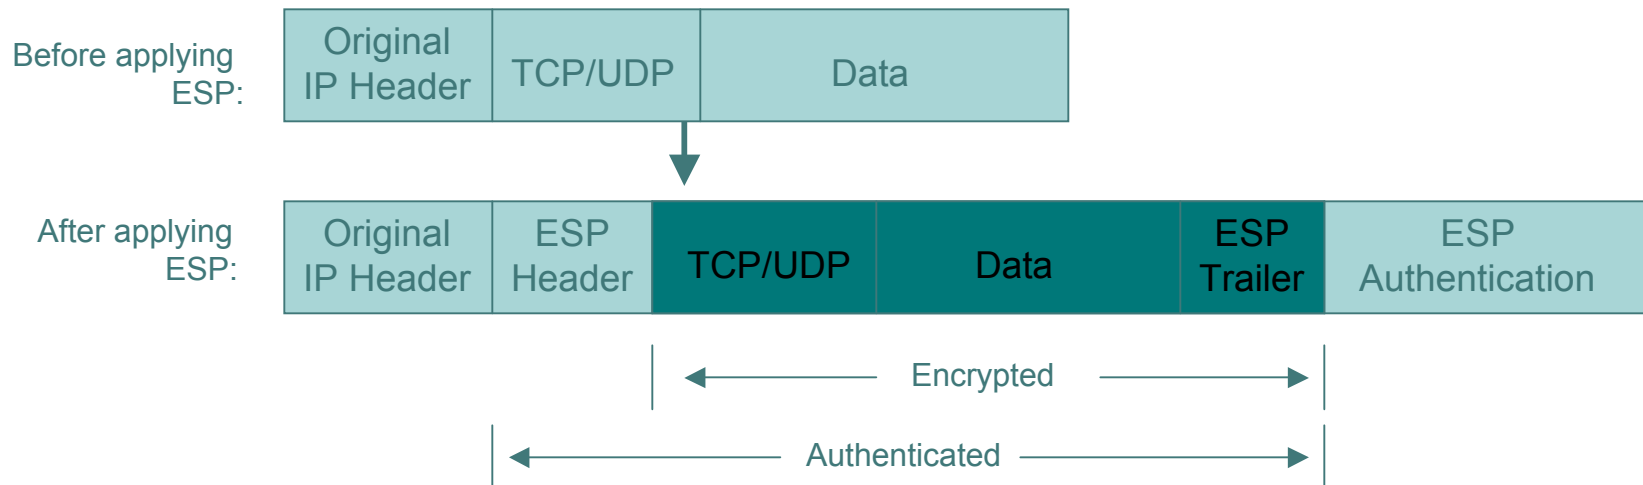 Before applying
ESP:
Original
IP Header
TCP/UDP
Data
After applying
ESP:
Original
IP Header
ESP
Header
TCP/UDP
Data
ESP
Trailer
ESP
Authentication
Encrypted
Authenticated